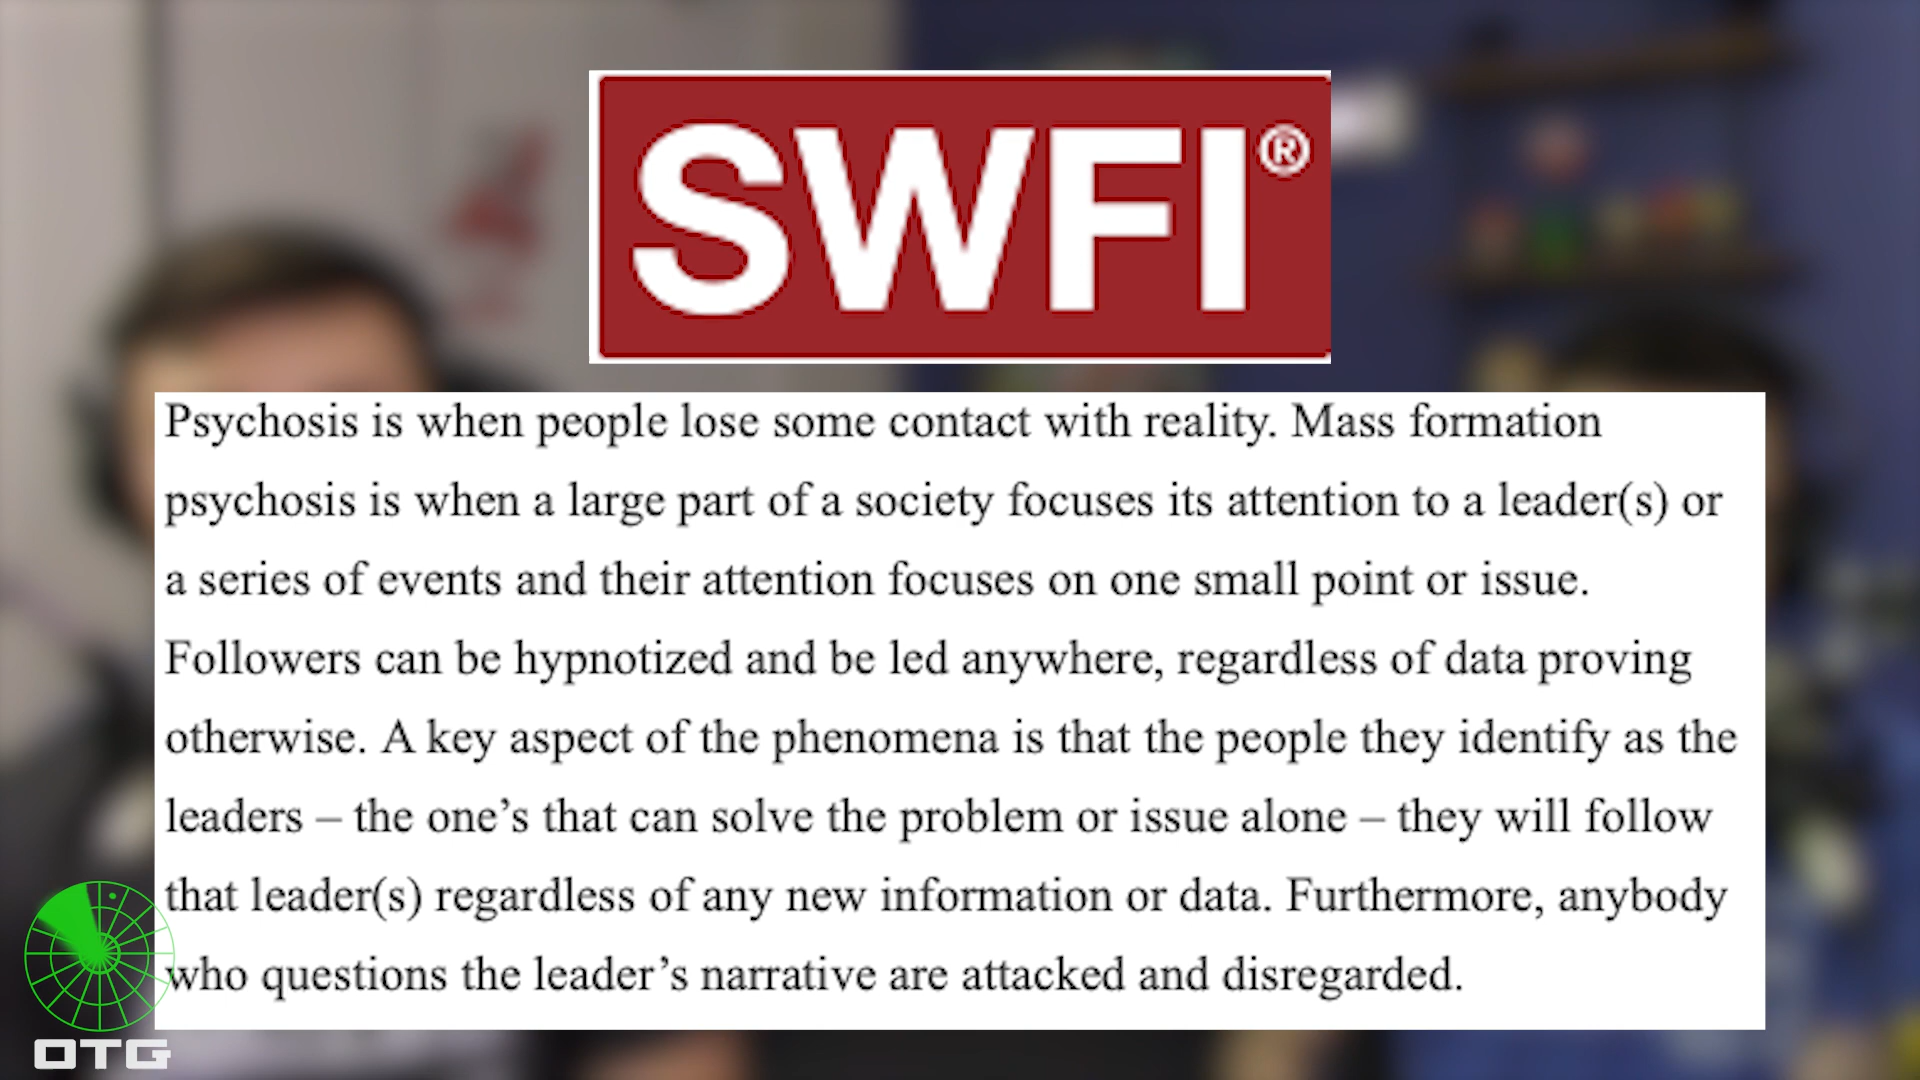 SWFI®
Psychosis is when people lose some contact with reality. Mass formation
psychosis is when a large part of a society focuses its attention to a leader(s) or
a series of events and their attention focuses on one small point or issue.
Followers can be hypnotized and be led anywhere, regardless of data proving
otherwise. A key aspect of the phenomena is that the people they identify as the
leaders – the one’s that can solve the problem or issue alone – they will follow
that leader(s) regardless of any new information or data. Furthermore, anybody
who questions the leader’s narrative are attacked and disregarded.
OTG